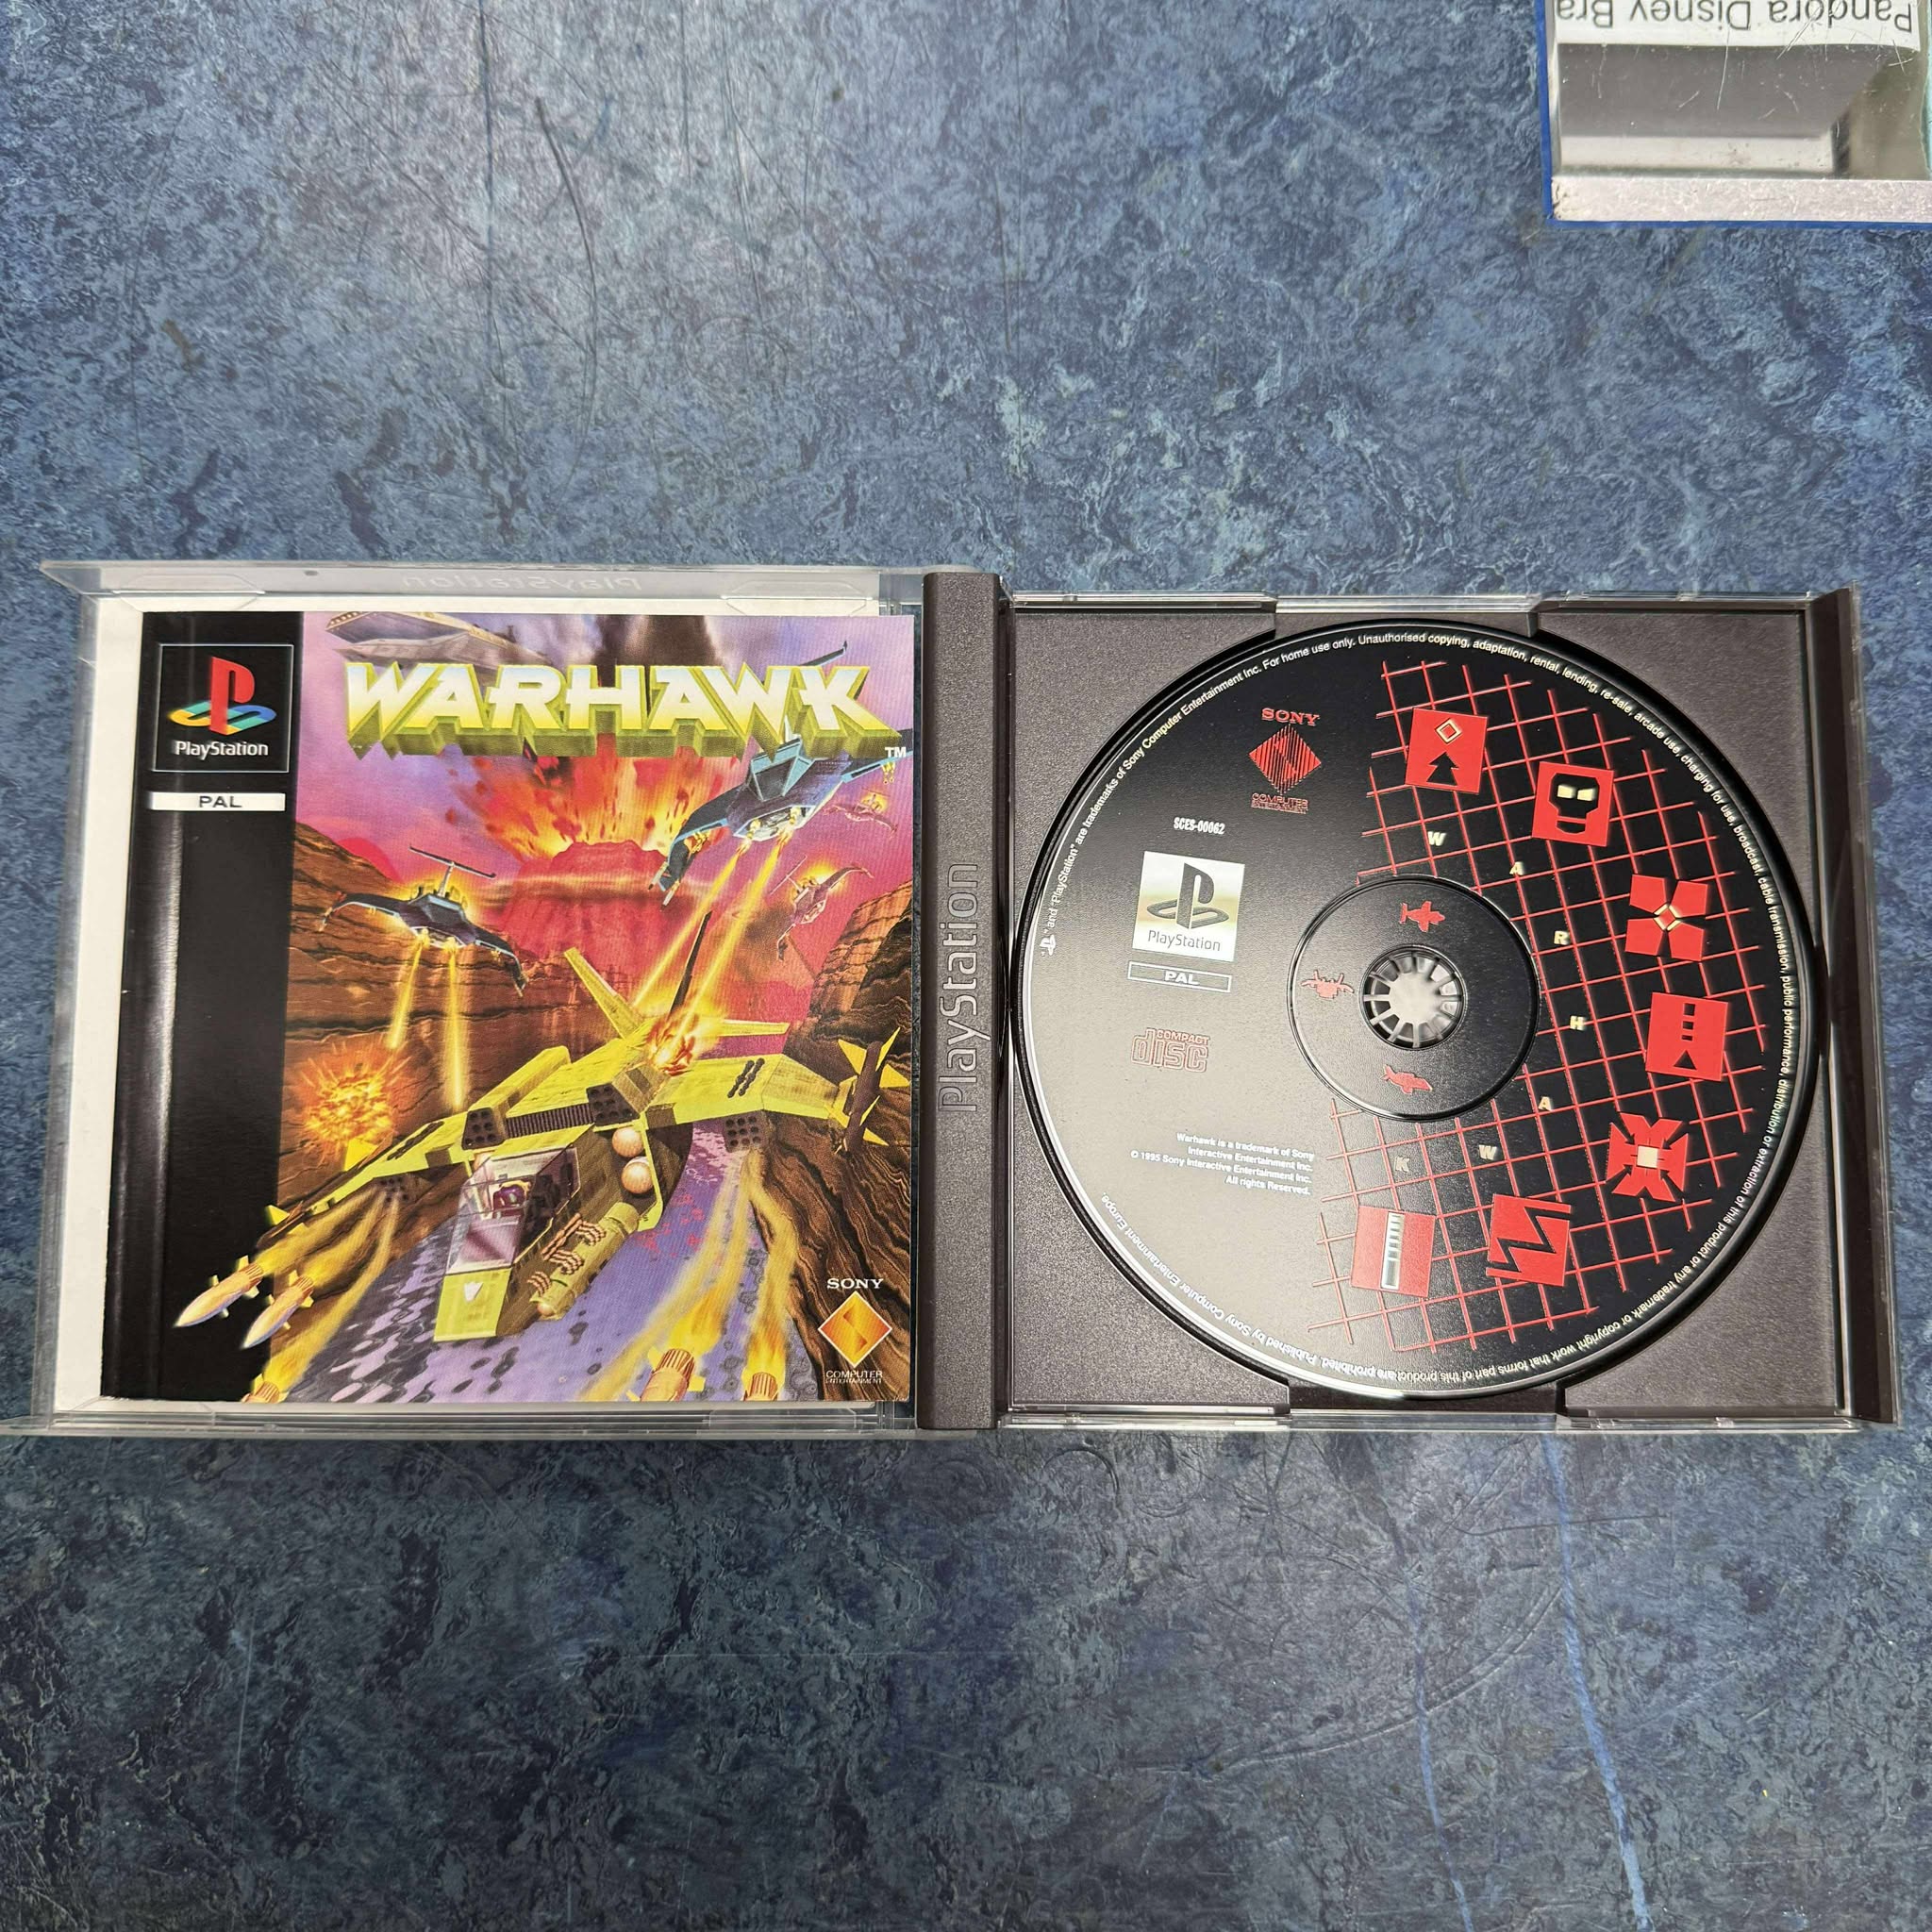 Pandora Disney Bra
PlayStation
PlayStation
PAL
WARHAWK
TM
SONY
COMPUTER
ENTERTAINMENT
PlayStation
SONY
COMPUTER
ENTERTAINMENT
SCES-00062
PlayStation
PAL
COMPACT
disc
Warhawk is a trademark of Sony
Interactive Entertainment Inc.
© 1995 Sony Interactive Entertainment Inc.
All rights Reserved.
WARHAWK
" and "PlayStation" are trademarks of Sony Computer Entertainment Inc. For home use only. Unauthorised copying, adaptation, rental, lending, re-sale, arcade use, charging for use, broadcast, cable transmission, public performance, distribution or extraction of this product or any trademark or copyright work that forms part of this product are prohibited. Published by Sony Computer Entertainment Europe.